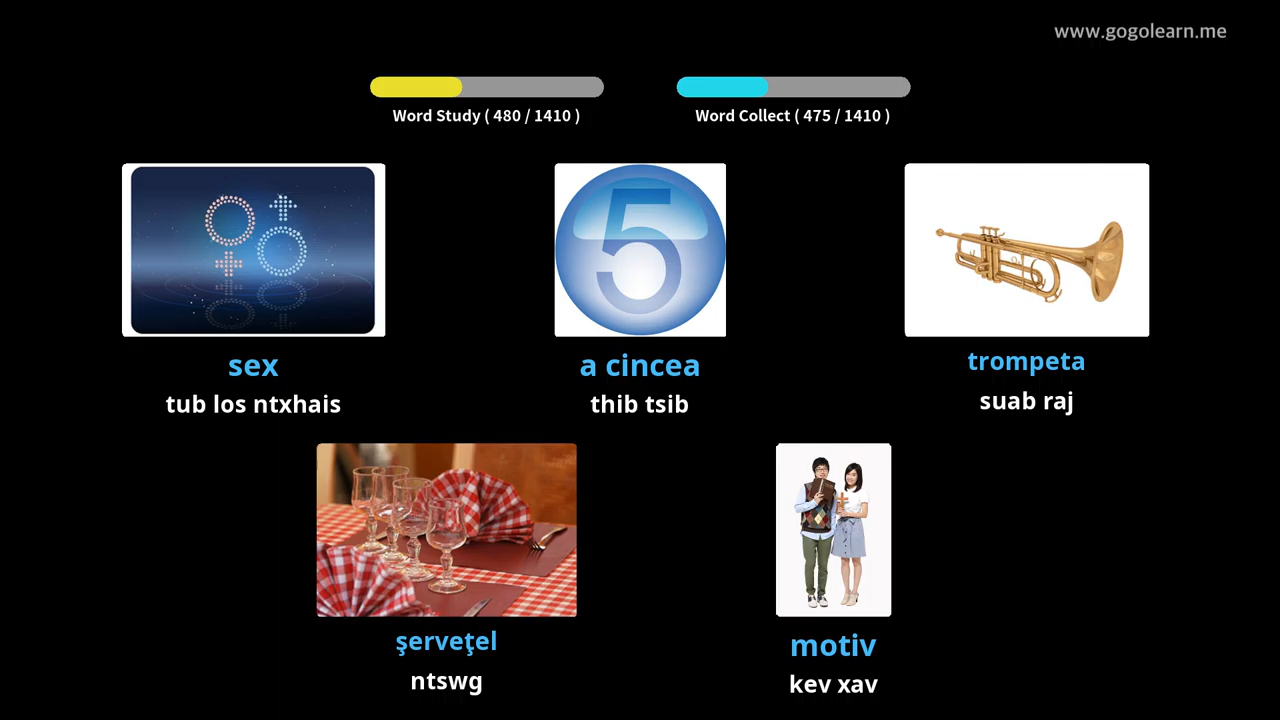 www.gogolearn.me
Word Study ( 480 / 1410 )
Word Collect ( 475 / 1410 )
5
sex
a cincea
trompeta
tub los ntxhais
thib tsib
suab raj
şerveţel
motiv
ntswg
kev xav